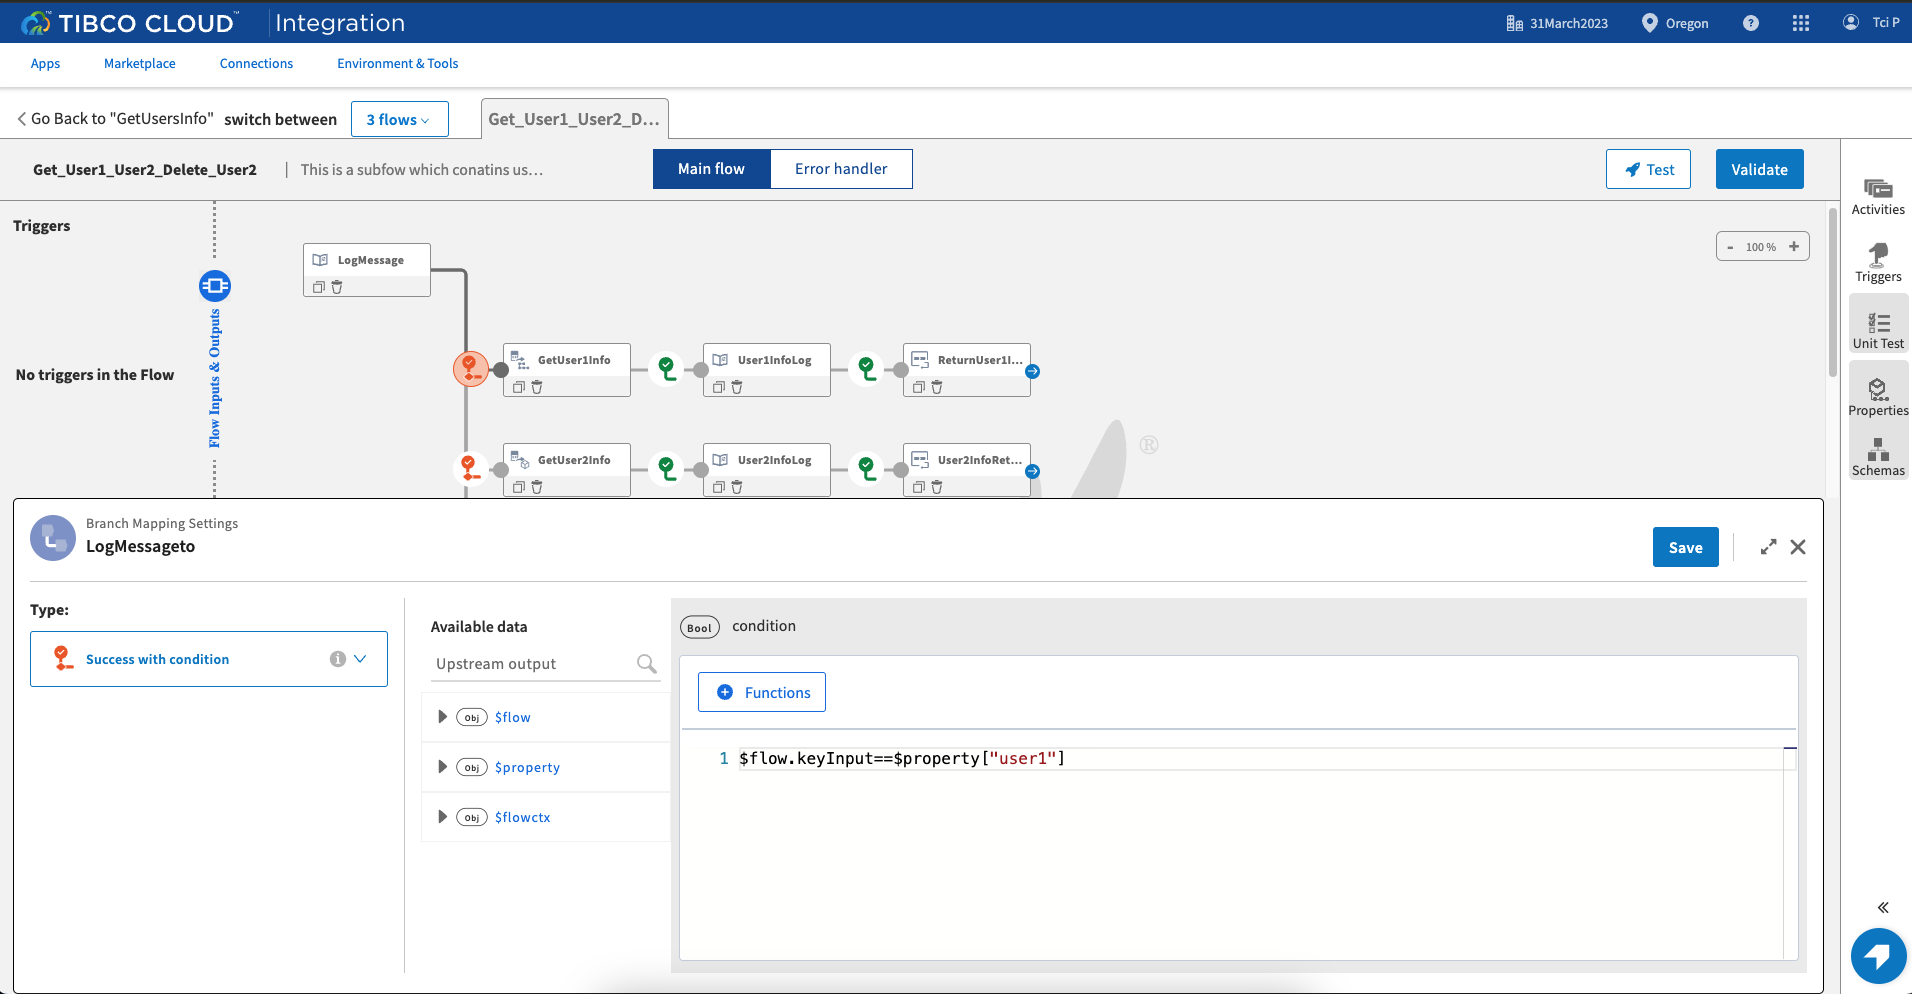 TIBCO CLOUD™ Integration
31March2023
Oregon
?
Tci P
Apps
Marketplace
Connections
Environment & Tools
Go Back to "GetUsersInfo"
switch between
3 flows
Get_User1_User2_D...
Get_User1_User2_Delete_User2
This is a subfow which conatins us...
Main flow
Error handler
Test
Validate
Triggers
No triggers in the Flow
Flow Inputs & Outputs
LogMessage
- 100 % +
GetUser1Info
User1InfoLog
ReturnUser1I...
GetUser2Info
User2InfoLog
User2InfoRet...
®
Activities
Triggers
Unit Test
Properties
Schemas
Branch Mapping Settings
LogMessageto
Save
Type:
Success with condition
i
Available data
Upstream output
Obj $flow
Obj $property
Obj $flowctx
Bool condition
Functions
1 $flow.keyInput==$property["user1"]